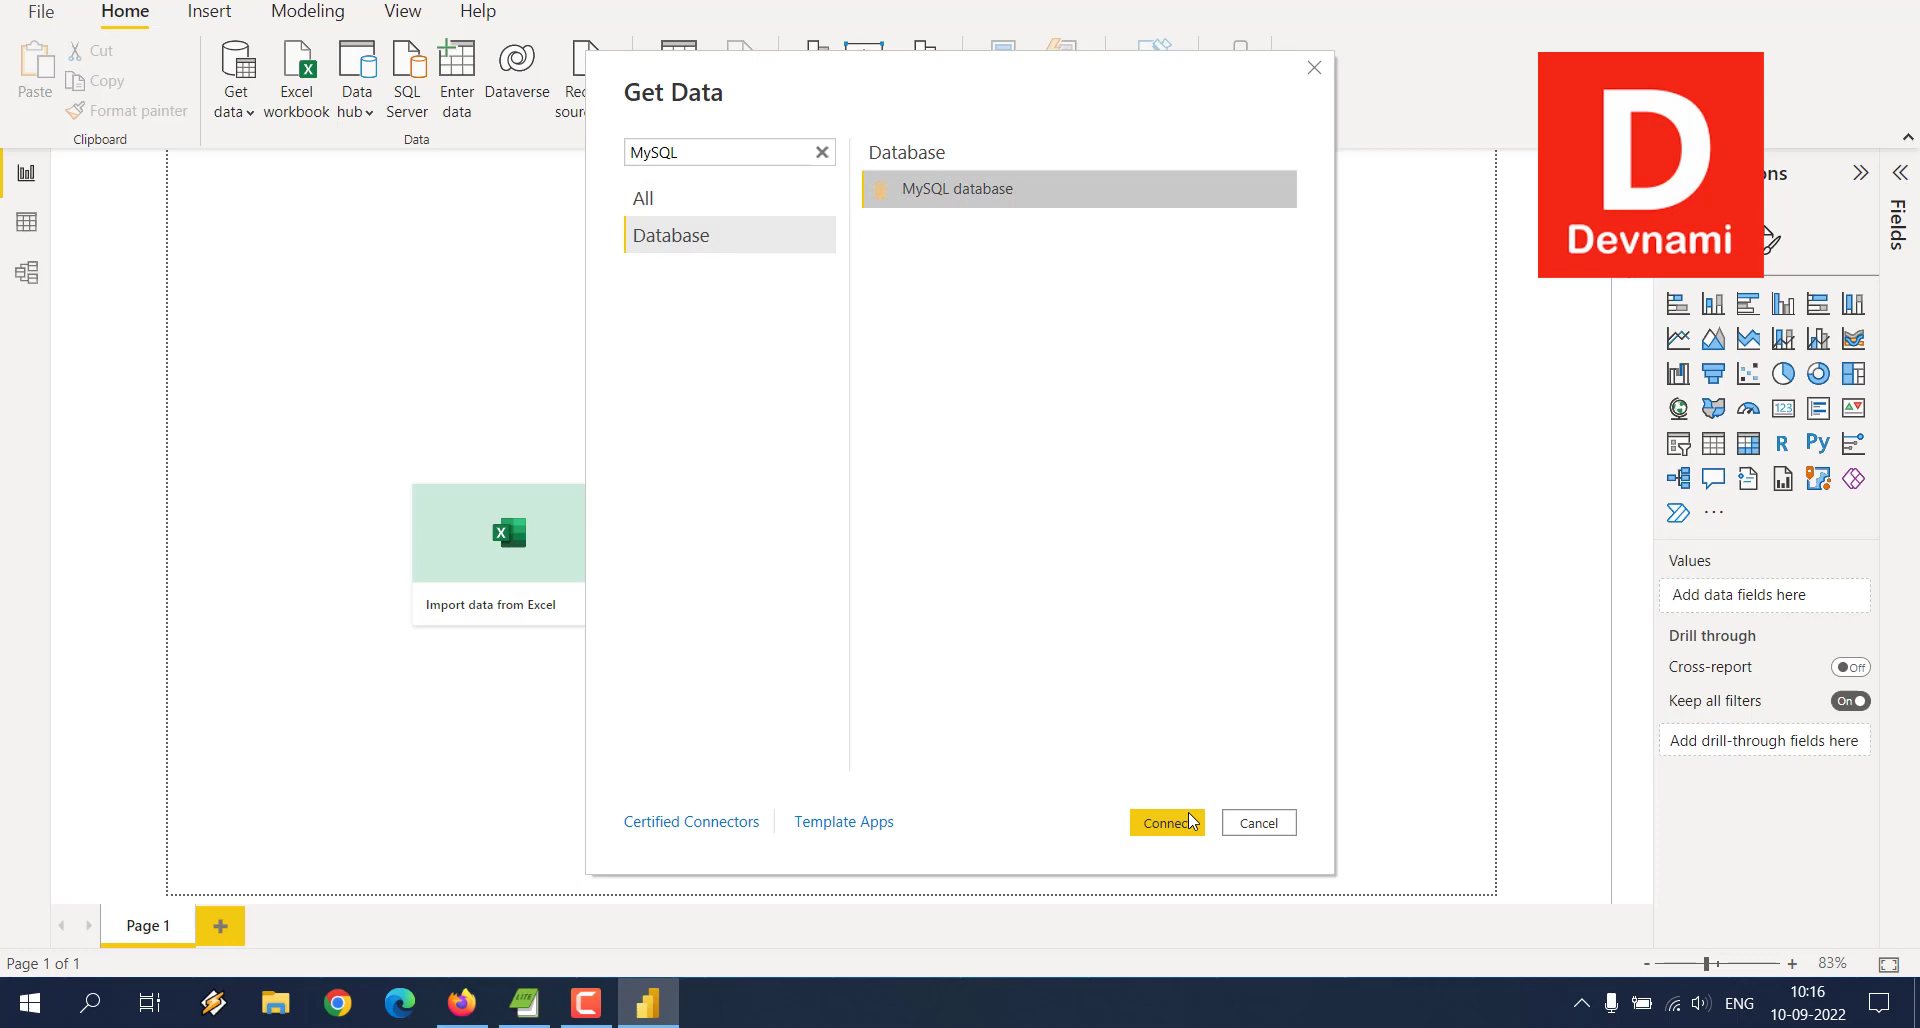 File
Home
Insert
Modeling
View
Help
Paste
Cut
Copy
Format painter
Clipboard
Get data
Excel workbook
Data hub
SQL Server
Enter data
Dataverse
Data
Get Data
MySQL
All
Database
Database
MySQL database
Certified Connectors
Template Apps
Cancel
X
Import data from Excel
D
Devnami
Fields
123
R
Py
Values
Add data fields here
Drill through
Cross-report
Off
Keep all filters
On
Add drill-through fields here
Page 1
Page 1 of 1
83%
LITE
ENG
10:16
10-09-2022